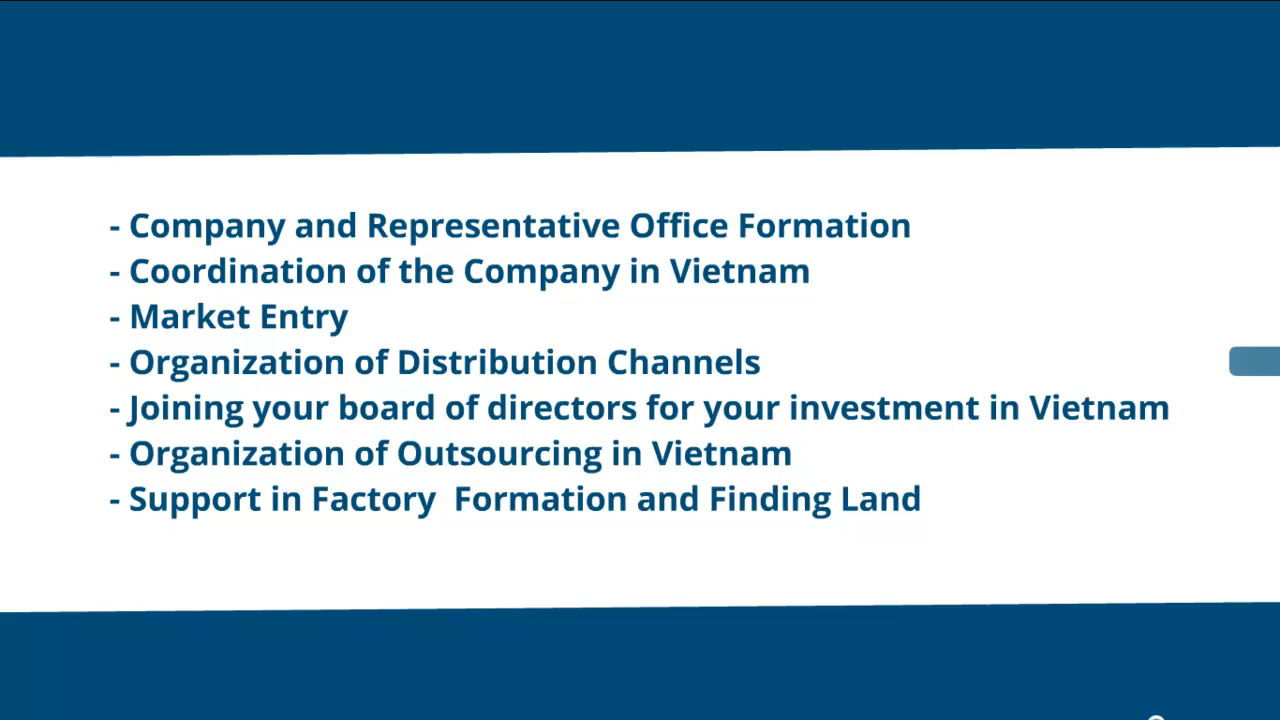 - Company and Representative Office Formation
- Coordination of the Company in Vietnam
- Market Entry
- Organization of Distribution Channels
- Joining your board of directors for your investment in Vietnam
- Organization of Outsourcing in Vietnam
- Support in Factory  Formation and Finding Land